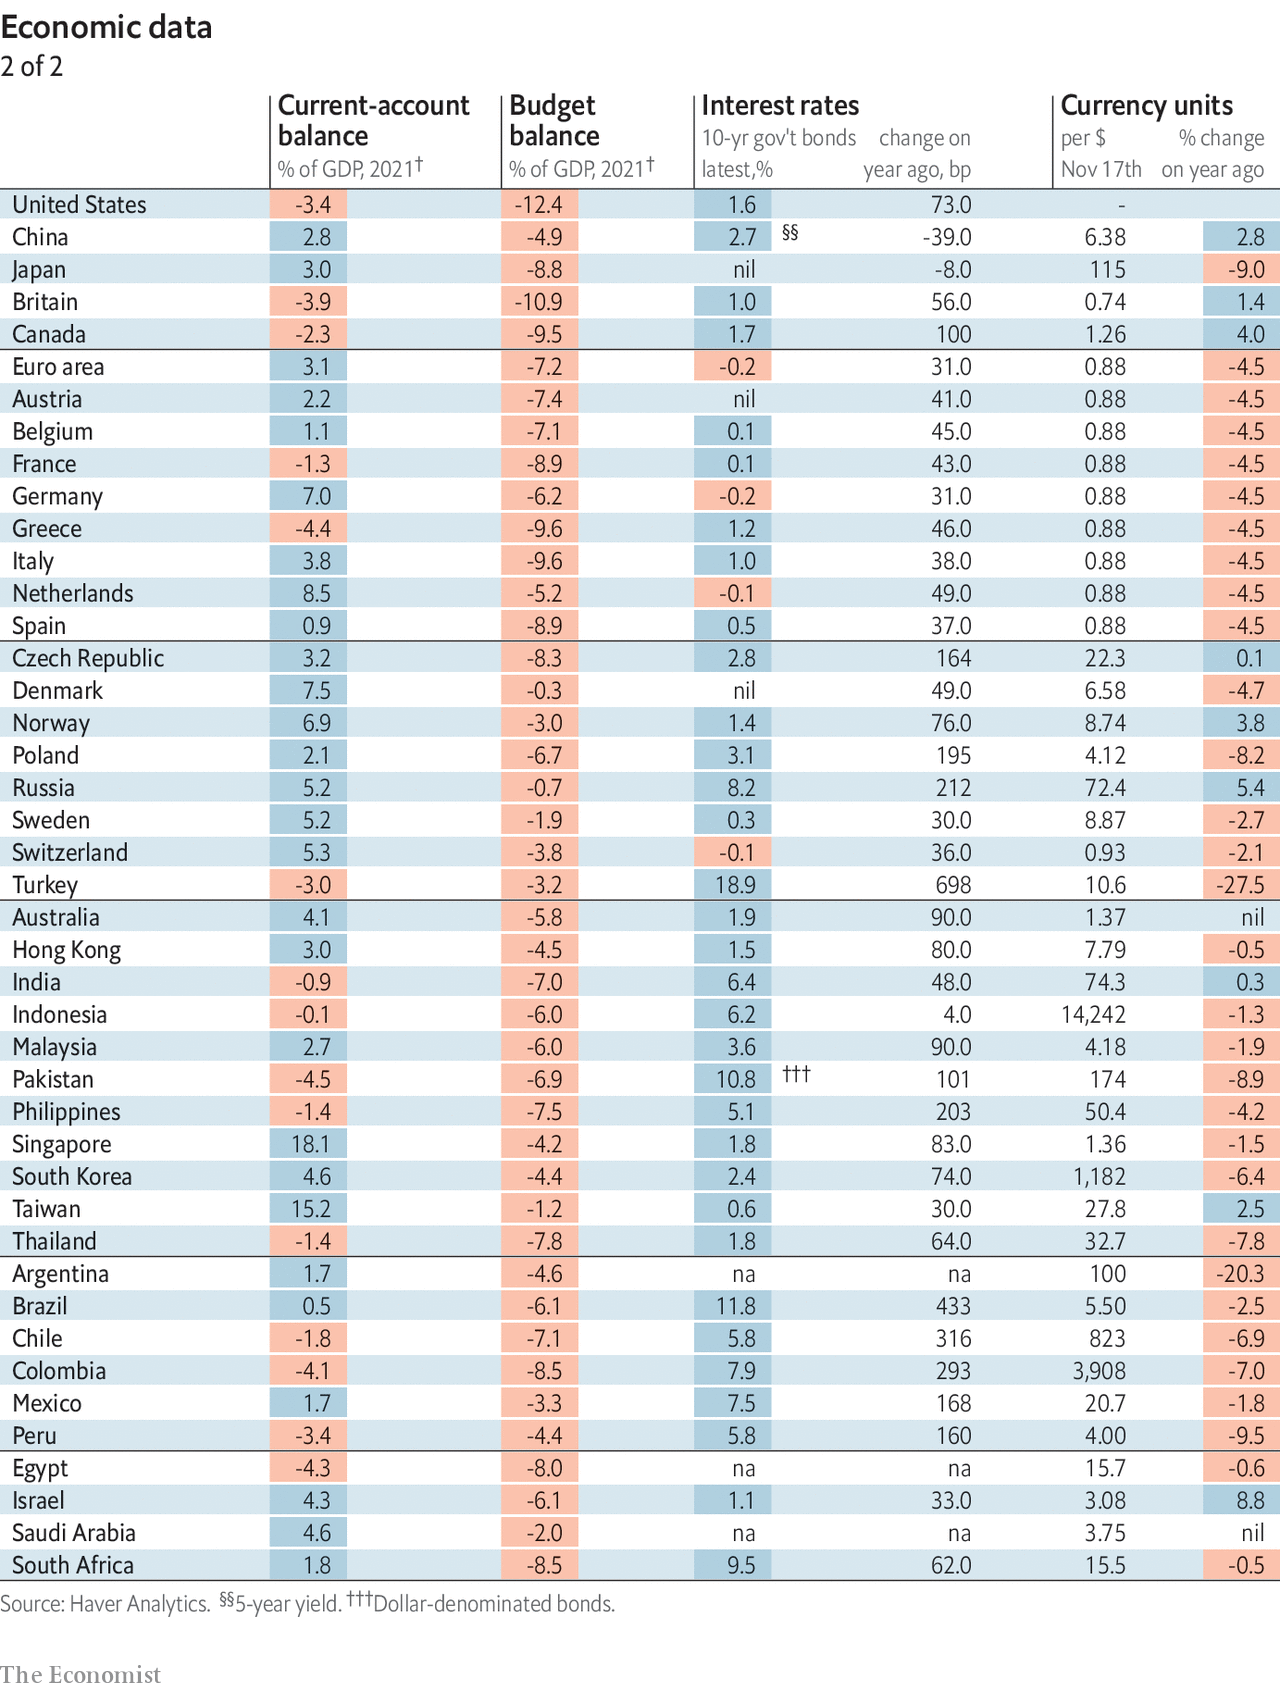 Economic data
2 of 2
Current-account balance % of GDP, 2021† Budget balance % of GDP, 2021† Interest rates 10-yr gov't bonds latest,% change on year ago, bp Currency units per $ Nov 17th % change on year ago
United States -3.4 -12.4 1.6 73.0 -
China 2.8 -4.9 2.7 §§ -39.0 6.38 2.8
Japan 3.0 -8.8 nil -8.0 115 -9.0
Britain -3.9 -10.9 1.0 56.0 0.74 1.4
Canada -2.3 -9.5 1.7 100 1.26 4.0
Euro area 3.1 -7.2 -0.2 31.0 0.88 -4.5
Austria 2.2 -7.4 nil 41.0 0.88 -4.5
Belgium 1.1 -7.1 0.1 45.0 0.88 -4.5
France -1.3 -8.9 0.1 43.0 0.88 -4.5
Germany 7.0 -6.2 -0.2 31.0 0.88 -4.5
Greece -4.4 -9.6 1.2 46.0 0.88 -4.5
Italy 3.8 -9.6 1.0 38.0 0.88 -4.5
Netherlands 8.5 -5.2 -0.1 49.0 0.88 -4.5
Spain 0.9 -8.9 0.5 37.0 0.88 -4.5
Czech Republic 3.2 -8.3 2.8 164 22.3 0.1
Denmark 7.5 -0.3 nil 49.0 6.58 -4.7
Norway 6.9 -3.0 1.4 76.0 8.74 3.8
Poland 2.1 -6.7 3.1 195 4.12 -8.2
Russia 5.2 -0.7 8.2 212 72.4 5.4
Sweden 5.2 -1.9 0.3 30.0 8.87 -2.7
Switzerland 5.3 -3.8 -0.1 36.0 0.93 -2.1
Turkey -3.0 -3.2 18.9 698 10.6 -27.5
Australia 4.1 -5.8 1.9 90.0 1.37 nil
Hong Kong 3.0 -4.5 1.5 80.0 7.79 -0.5
India -0.9 -7.0 6.4 48.0 74.3 0.3
Indonesia -0.1 -6.0 6.2 4.0 14,242 -1.3
Malaysia 2.7 -6.0 3.6 90.0 4.18 -1.9
Pakistan -4.5 -6.9 10.8 ††† 101 174 -8.9
Philippines -1.4 -7.5 5.1 203 50.4 -4.2
Singapore 18.1 -4.2 1.8 83.0 1.36 -1.5
South Korea 4.6 -4.4 2.4 74.0 1,182 -6.4
Taiwan 15.2 -1.2 0.6 30.0 27.8 2.5
Thailand -1.4 -7.8 1.8 64.0 32.7 -7.8
Argentina 1.7 -4.6 na na 100 -20.3
Brazil 0.5 -6.1 11.8 433 5.50 -2.5
Chile -1.8 -7.1 5.8 316 823 -6.9
Colombia -4.1 -8.5 7.9 293 3,908 -7.0
Mexico 1.7 -3.3 7.5 168 20.7 -1.8
Peru -3.4 -4.4 5.8 160 4.00 -9.5
Egypt -4.3 -8.0 na na 15.7 -0.6
Israel 4.3 -6.1 1.1 33.0 3.08 8.8
Saudi Arabia 4.6 -2.0 na na 3.75 nil
South Africa 1.8 -8.5 9.5 62.0 15.5 -0.5
Source: Haver Analytics. §§5-year yield. †††Dollar-denominated bonds.
The Economist